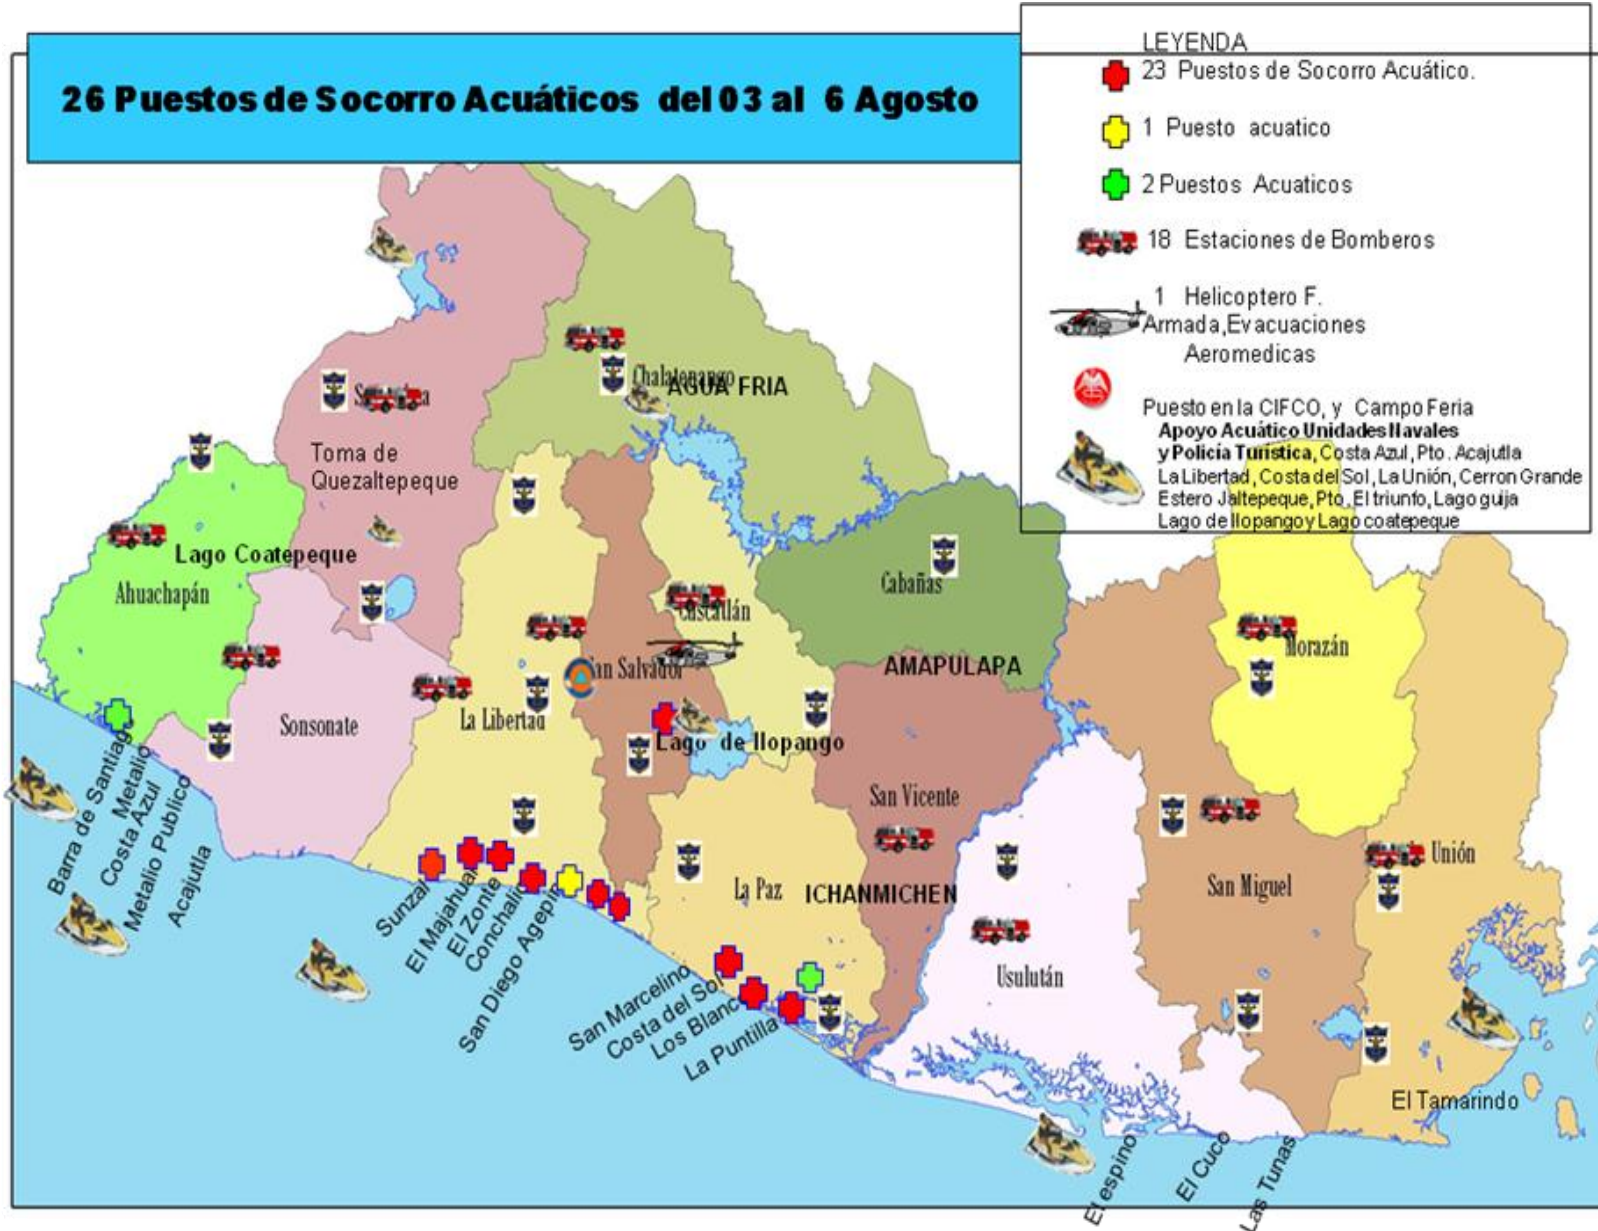 26 Puestos de Socorro Acuáticos del 03 al 6 Agosto
LEYENDA
23 Puestos de Socorro Acuático.
1 Puesto acuatico
2 Puestos Acuaticos
18 Estaciones de Bomberos
1 Helicoptero F.
Armada,Evacuaciones
Aeromedicas
Puesto en la CIFCO, y Campo Feria
Apoyo Acuático Unidades Navales
y Policía Turística, Costa Azul, Pto. Acajutla
La Libertad, Costa del Sol, La Unión, Cerron Grande
Estero Jaltepeque, Pto. El triunfo, Lago guija
Lago de Ilopango y Lago coatepeque
Chalatenango
AGUA FRIA
Toma de
Quezaltepeque
Lago Coatepeque
Ahuachapán
Cabañas
Cuscatlán
Morazán
AMAPULAPA
San Salvador
La Libertad
Sonsonate
Lago de Ilopango
San Vicente
Unión
La Paz
ICHANMICHEN
San Miguel
Usulután
El Tamarindo
Barra de Santiago
Metalio
Costa Azul
Metalio Publico
Acajutla
Sunzal
El Majahual
El Zonte
Conchalio
San Diego Agepin
San Marcelino
Costa del Sol
Los Blanc
La Puntilla
El espino
El Cuco
Las Tunas